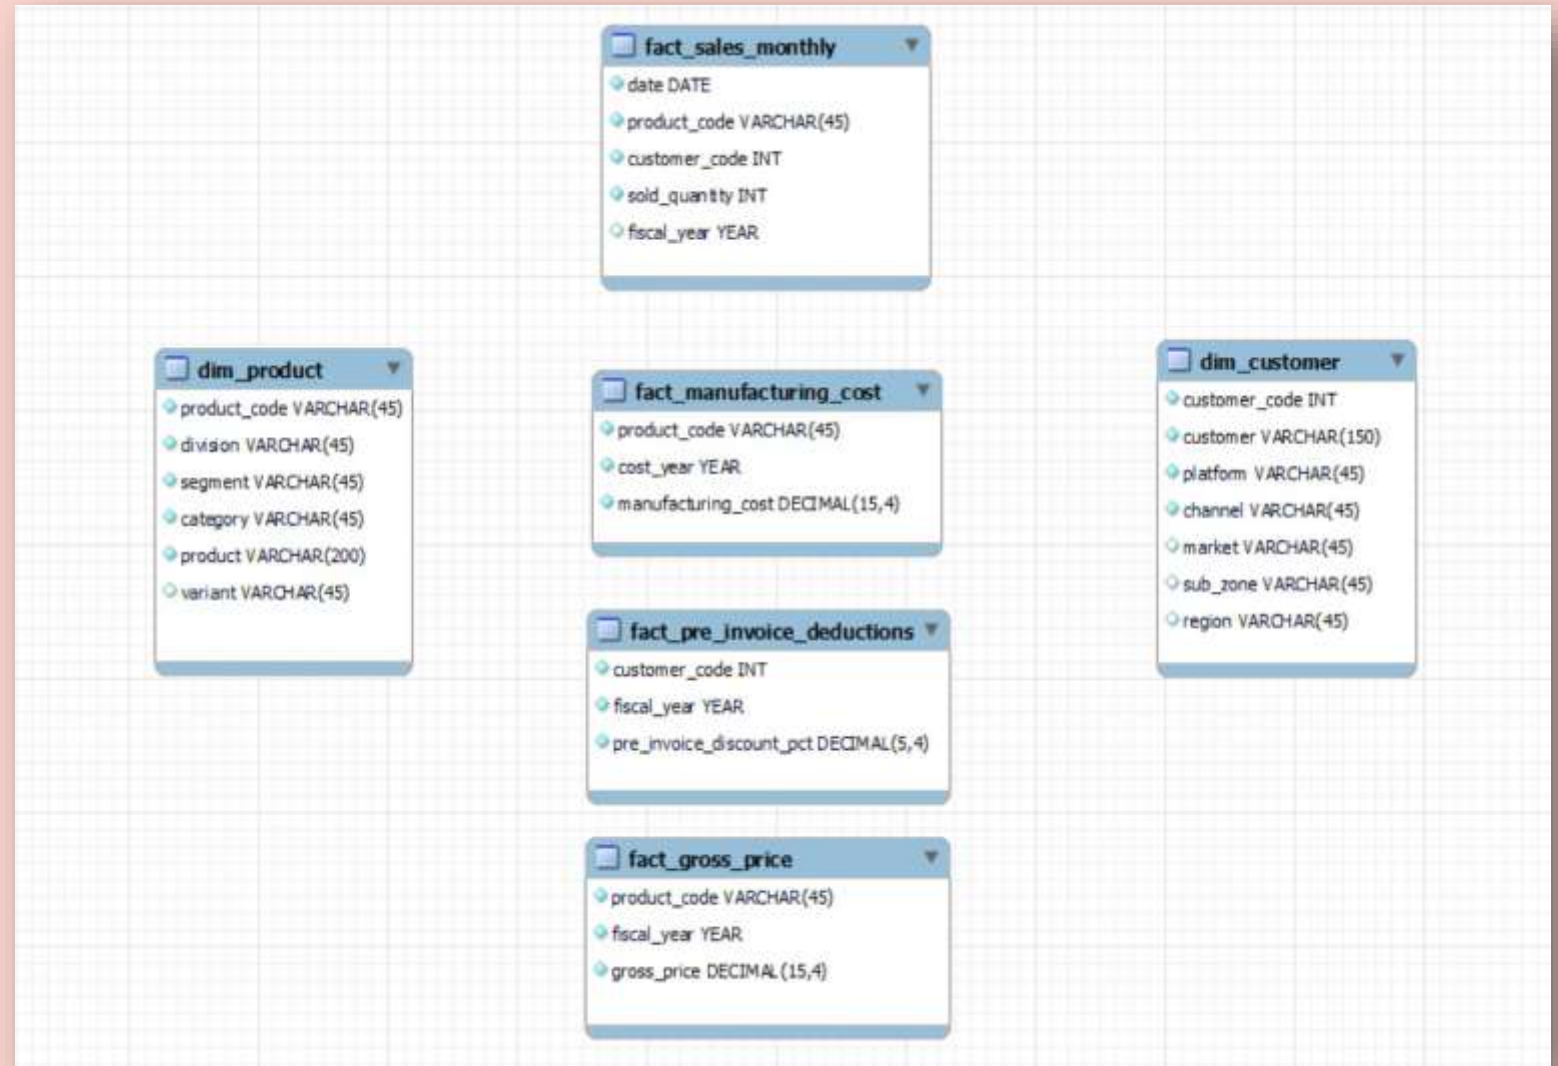 fact_sales_monthly
date DATE
product_code VARCHAR(45)
customer_code INT
sold_quantity INT
fiscal_year YEAR
dim_product
product_code VARCHAR(45)
division VARCHAR(45)
segment VARCHAR(45)
category VARCHAR(45)
product VARCHAR(200)
variant VARCHAR(45)
fact_manufacturing_cost
product_code VARCHAR(45)
cost_year YEAR
manufacturing_cost DECIMAL(15,4)
dim_customer
customer_code INT
customer VARCHAR(150)
platform VARCHAR(45)
channel VARCHAR(45)
market VARCHAR(45)
sub_zone VARCHAR(45)
region VARCHAR(45)
fact_pre_invoice_deductions
customer_code INT
fiscal_year YEAR
pre_invoice_discount_pct DECIMAL(5,4)
fact_gross_price
product_code VARCHAR(45)
fiscal_year YEAR
gross_price DECIMAL(15,4)